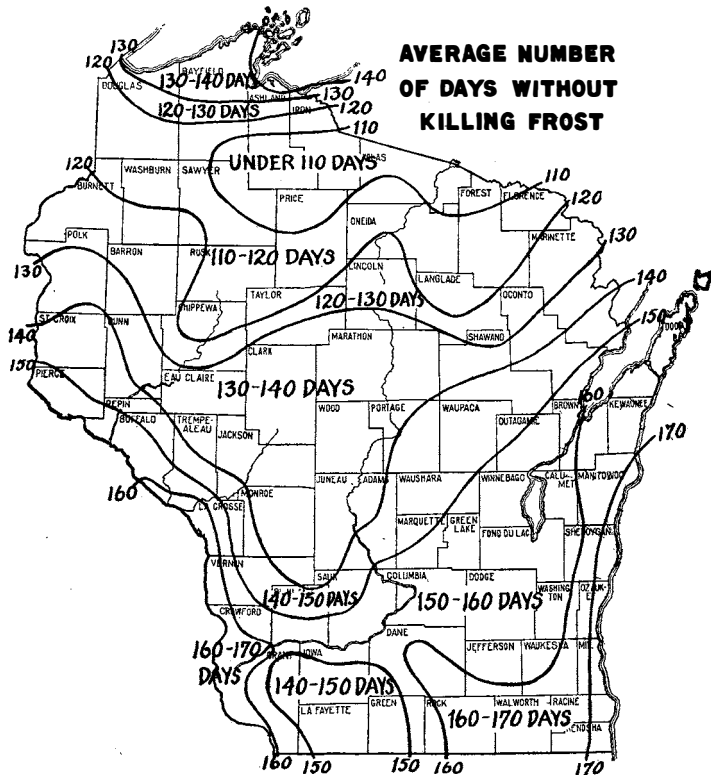 AVERAGE NUMBER
OF DAYS WITHOUT
KILLING FROST
130
120
BAYFIELD
130-140 DAYS
140
DOUGLAS
ASHLAND
130
120-130 DAYS
IRON
120
110
UNDER 110 DAYS
VILAS
120
WASHBURN
SAWYER
BURNETT
110
FOREST
FLORENCE
PRICE
120
ONEIDA
POLK
MARINETTE
BARRON
RUSK
110-120 DAYS
130
130
LINCOLN
LANGLADE
140
TAYLOR
OCONTO
CHIPPEWA
120-130 DAYS
ST. CROIX
DUNN
150
DOOR
140
MARATHON
SHAWANO
CLARK
150
PIERCE
EAU CLAIRE
130-140 DAYS
PEPIN
WOOD
PORTAGE
WAUPACA
BROWN
160
KEWAUNEE
BUFFALO
TREMPE-
ALEAU
JACKSON
OUTAGAMIE
170
JUNEAU
ADAMS
WAUSHARA
WINNEBAGO
CALU-
MET
MANITOWOC
160
MONROE
LA CROSSE
MARQUETTE
GREEN
LAKE
FOND DU LAC
SHEBOYGAN
VERNON
SAUK
COLUMBIA
DODGE
140-150 DAYS
150-160 DAYS
WASHING-
TON
OZAUK-
EE
CRAWFORD
DANE
160-170
DAYS
GRANT
IOWA
JEFFERSON
WAUKESHA
MIL.
140-150 DAYS
LA FAYETTE
GREEN
ROCK
WALWORTH
RACINE
160-170 DAYS
KENOSHA
160
150
150
160
170